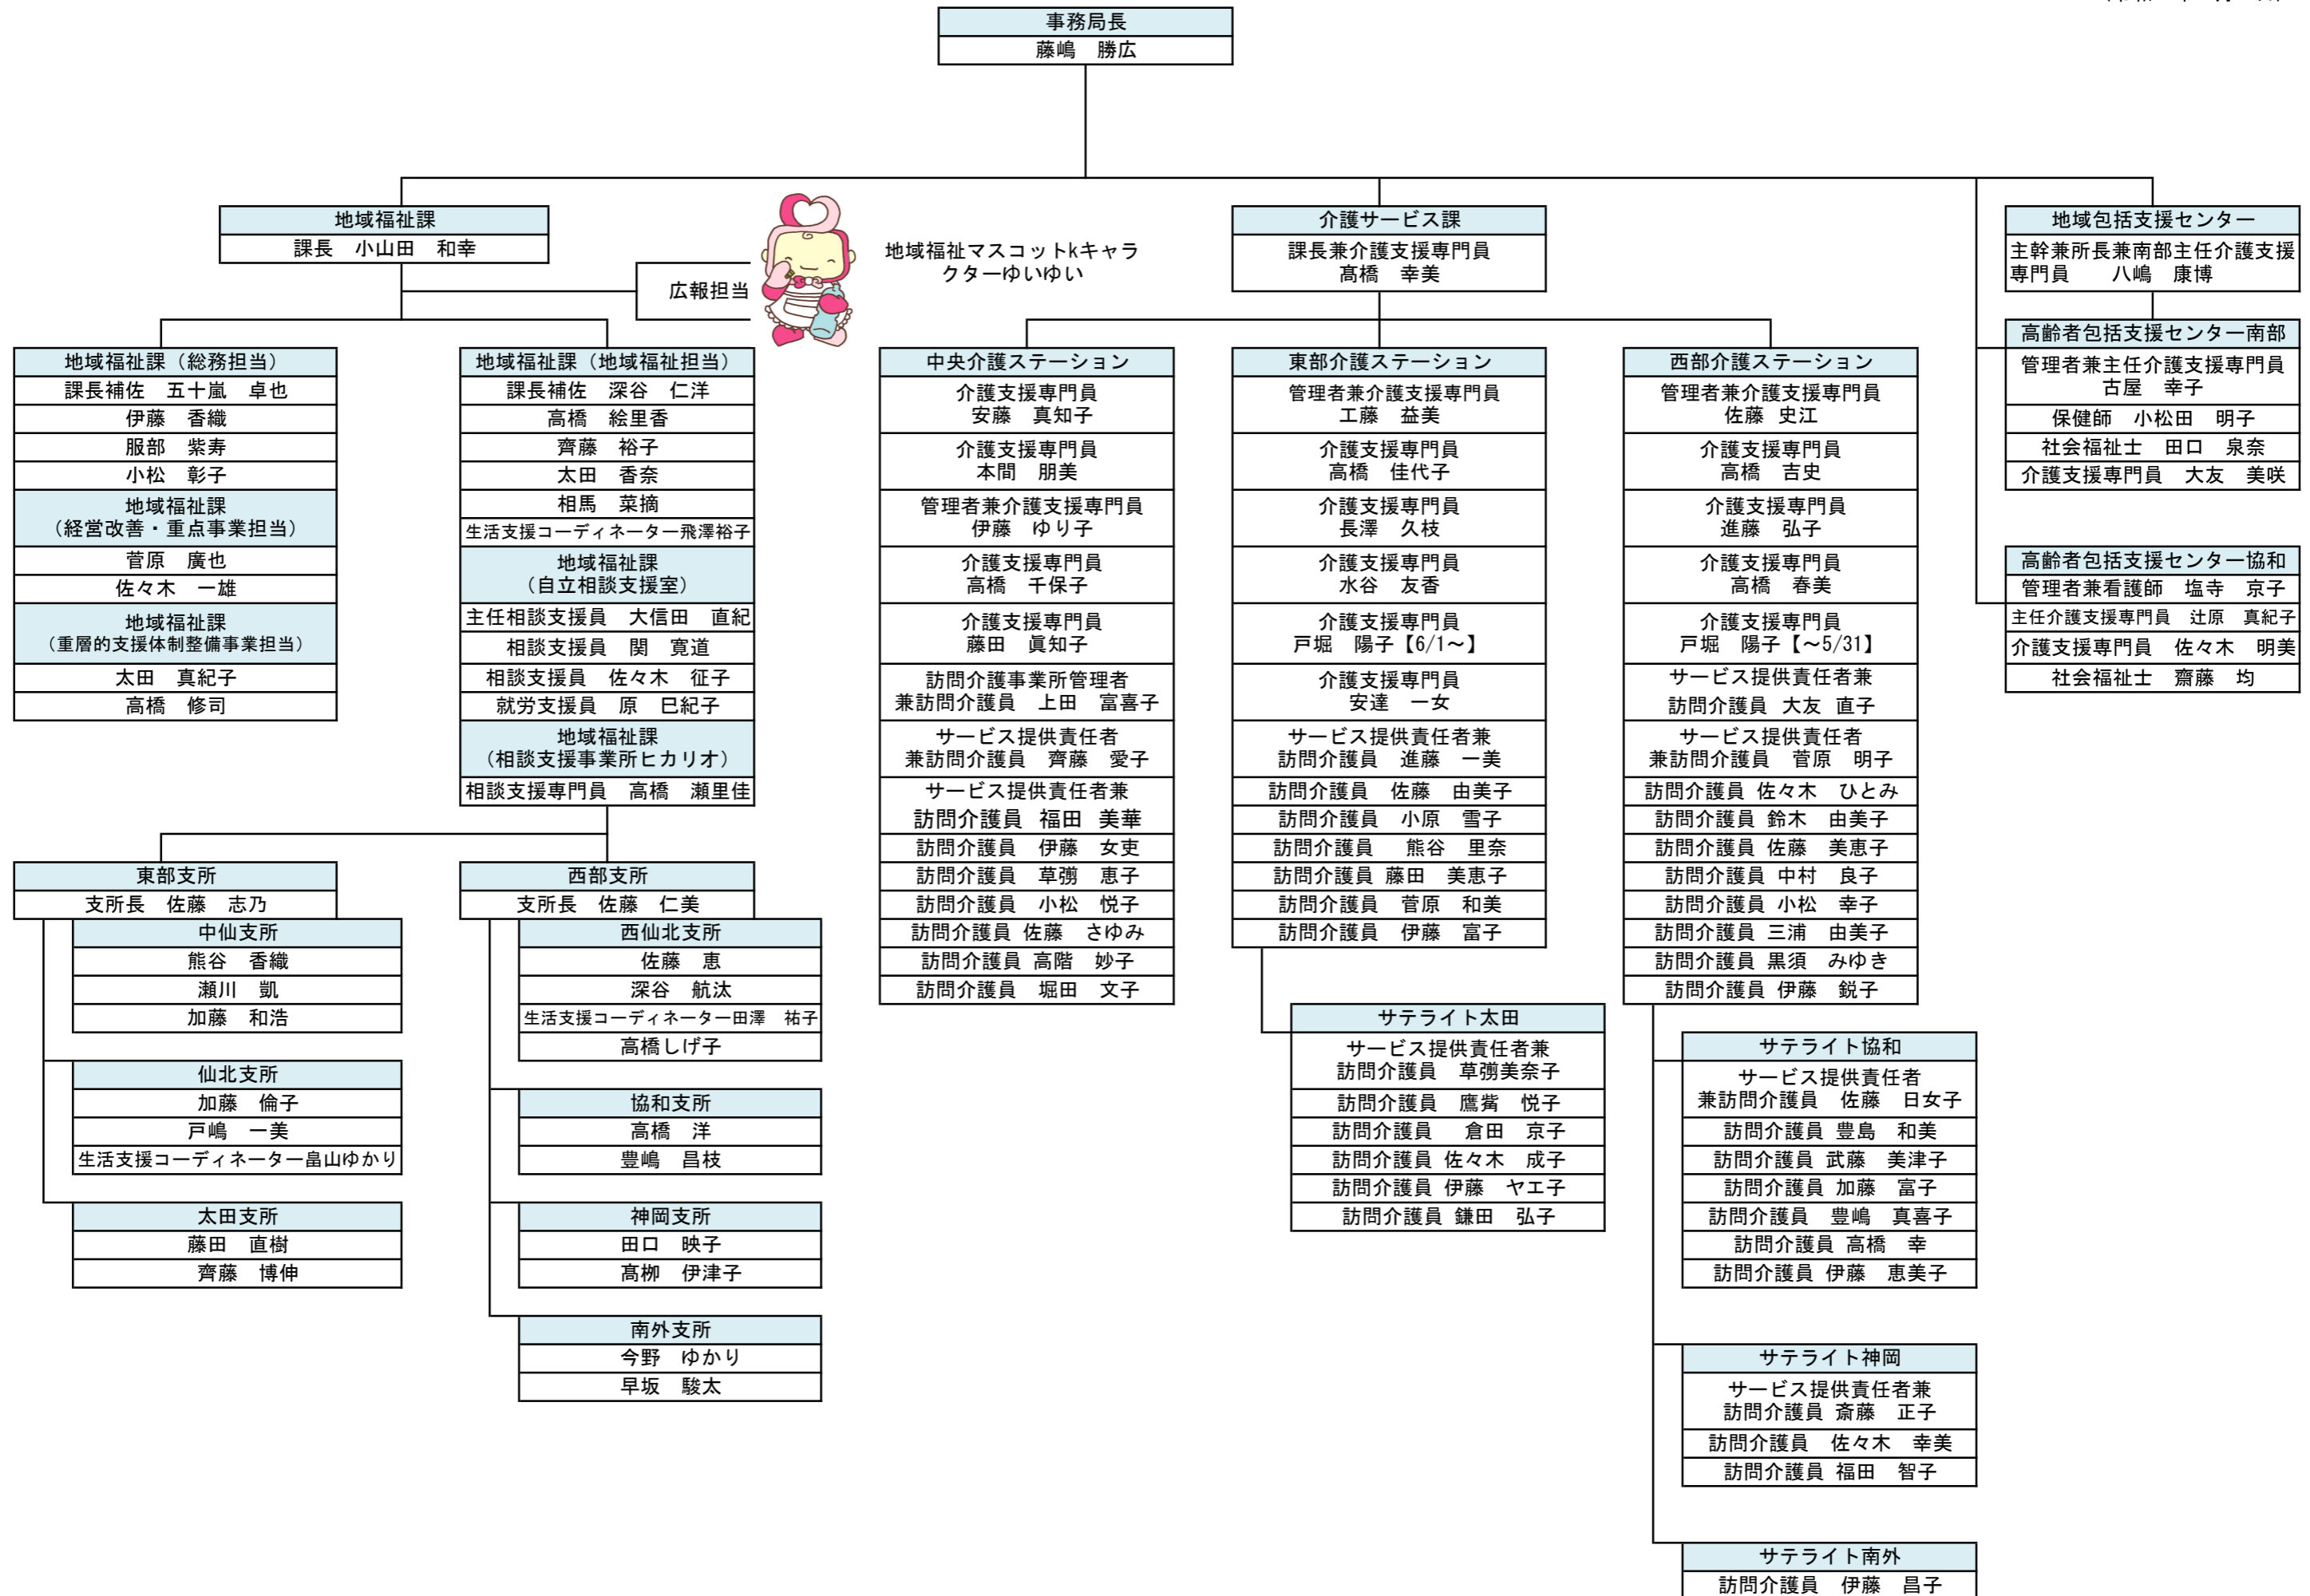 事務局長
藤嶋　勝広
地域福祉課
課長　小山田　和幸
広報担当
地域福祉マスコットkキャラ
クターゆいゆい
介護サービス課
課長兼介護支援専門員
髙橋　幸美
地域包括支援センター
主幹兼所長兼南部主任介護支援
専門員　　八嶋　康博
地域福祉課（総務担当）
課長補佐　五十嵐　卓也
伊藤　香織
服部　紫寿
小松　彰子
地域福祉課
（経営改善・重点事業担当）
菅原　廣也
佐々木　一雄
地域福祉課
（重層的支援体制整備事業担当）
太田　真紀子
高橋　修司
地域福祉課（地域福祉担当）
課長補佐　深谷　仁洋
高橋　絵里香
齊藤　裕子
太田　香奈
相馬　菜摘
生活支援コーディネーター飛澤裕子
地域福祉課
（自立相談支援室）
主任相談支援員　大信田　直紀
相談支援員　関　寛道
相談支援員　佐々木　征子
就労支援員　原　巳紀子
地域福祉課
（相談支援事業所ヒカリオ）
相談支援専門員　高橋　瀬里佳
東部支所
支所長　佐藤　志乃
中仙支所
熊谷　香織
瀬川　凱
加藤　和浩
仙北支所
加藤　倫子
戸嶋　一美
生活支援コーディネーター畠山ゆかり
太田支所
藤田　直樹
齊藤　博伸
西部支所
支所長　佐藤　仁美
西仙北支所
佐藤　恵
深谷　航汰
生活支援コーディネーター田澤　祐子
高橋しげ子
協和支所
高橋　洋
豊嶋　昌枝
神岡支所
田口　映子
髙栁　伊津子
南外支所
今野　ゆかり
早坂　駿太
中央介護ステーション
介護支援専門員
安藤　真知子
介護支援専門員
本間　朋美
管理者兼介護支援専門員
伊藤　ゆり子
介護支援専門員
高橋　千保子
介護支援専門員
藤田　眞知子
訪問介護事業所管理者
兼訪問介護員　上田　富喜子
サービス提供責任者
兼訪問介護員　齊藤　愛子
サービス提供責任者兼
訪問介護員　福田　美華
訪問介護員　伊藤　女吏
訪問介護員　草彅　恵子
訪問介護員　小松　悦子
訪問介護員 佐藤　さゆみ
訪問介護員 高階　妙子
訪問介護員　堀田　文子
東部介護ステーション
管理者兼介護支援専門員
工藤　益美
介護支援専門員
高橋　佳代子
介護支援専門員
長澤　久枝
介護支援専門員
水谷　友香
介護支援専門員
戸堀　陽子【6/1～】
介護支援専門員
安達　一女
サービス提供責任者兼
訪問介護員　進藤　一美
訪問介護員　佐藤　由美子
訪問介護員　小原　雪子
訪問介護員　 熊谷　里奈
訪問介護員 藤田　美恵子
訪問介護員　菅原　和美
訪問介護員　伊藤　富子
サテライト太田
サービス提供責任者兼
訪問介護員　草彅美奈子
訪問介護員　鷹觜　悦子
訪問介護員　 倉田　京子
訪問介護員 佐々木　成子
訪問介護員 伊藤　ヤエ子
訪問介護員 鎌田　弘子
西部介護ステーション
管理者兼介護支援専門員
佐藤 史江
介護支援専門員
高橋　吉史
介護支援専門員
進藤　弘子
介護支援専門員
高橋　春美
介護支援専門員
戸堀　陽子【～5/31】
サービス提供責任者兼
訪問介護員 大友 直子
サービス提供責任者
兼訪問介護員　菅原　明子
訪問介護員 佐々木　ひとみ
訪問介護員 鈴木　由美子
訪問介護員 佐藤　美恵子
訪問介護員 中村　良子
訪問介護員 小松　幸子
訪問介護員 三浦　由美子
訪問介護員 黒須　みゆき
訪問介護員 伊藤　鋭子
サテライト協和
サービス提供責任者
兼訪問介護員　佐藤　日女子
訪問介護員 豊島　和美
訪問介護員 武藤　美津子
訪問介護員 加藤　富子
訪問介護員　豊嶋　真喜子
訪問介護員 高橋　幸
訪問介護員 伊藤　恵美子
サテライト神岡
サービス提供責任者兼
訪問介護員 斎藤　正子
訪問介護員　佐々木　幸美
訪問介護員 福田　智子
サテライト南外
訪問介護員　伊藤　昌子
高齢者包括支援センター南部
管理者兼主任介護支援専門員
古屋　幸子
保健師　小松田　明子
社会福祉士　田口　泉奈
介護支援専門員　大友　美咲
高齢者包括支援センター協和
管理者兼看護師　塩寺　京子
主任介護支援専門員　辻原　真紀子
介護支援専門員　佐々木　明美
社会福祉士　齋藤　均